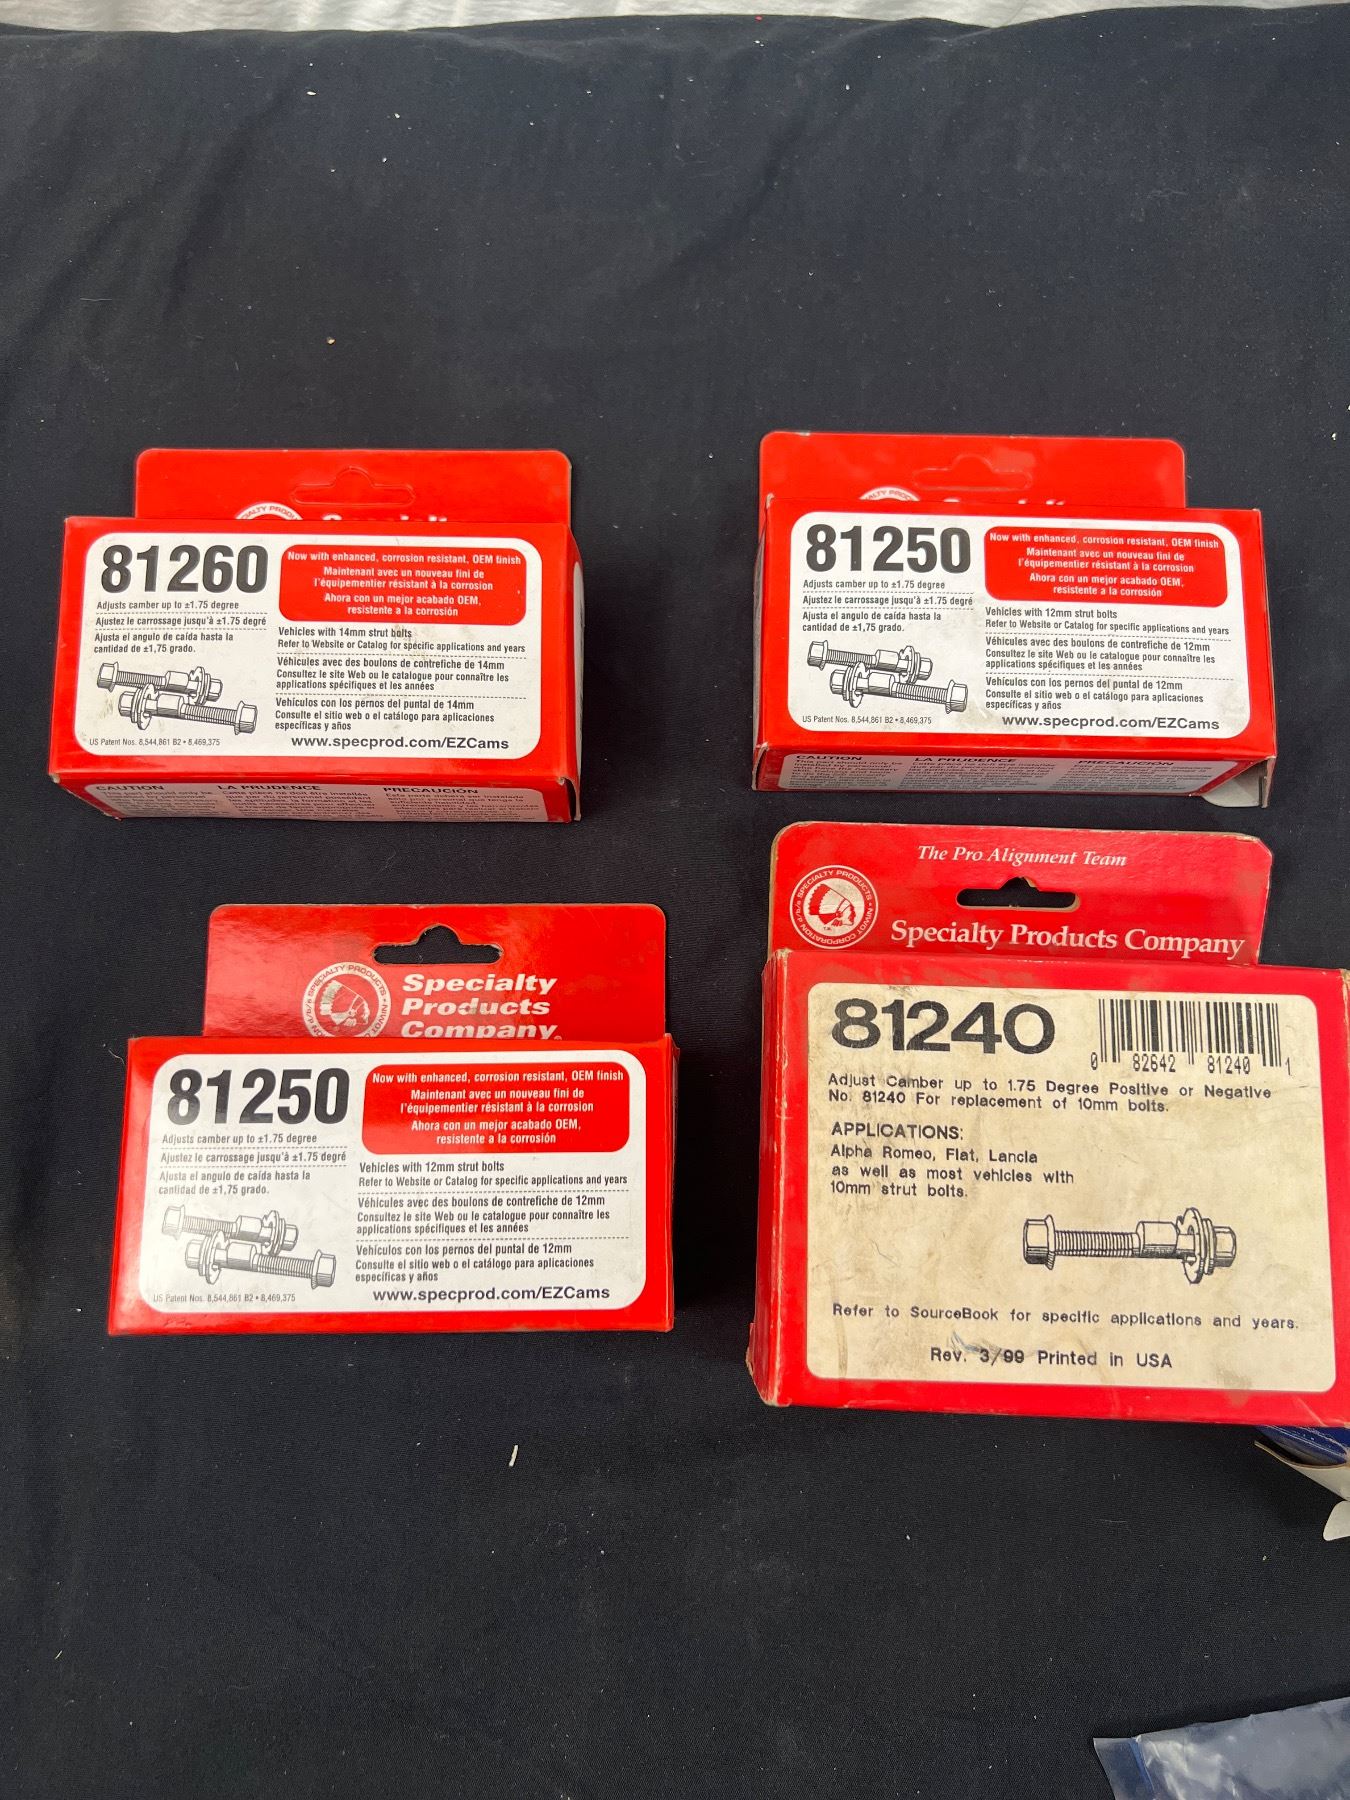 81260
Adjusts camber up to ±1.75 degree
Ajustez le carrossage jusqu'à ±1.75 degré
Ajusta el angulo de caída hasta la
cantidad de ±1,75 grado.
US Patent Nos. 8,544,861 B2 • 8,469,375
Now with enhanced, corrosion resistant, OEM finish
Maintenant avec un nouveau fini de
l'équipementier résistant à la corrosion
Ahora con un mejor acabado OEM,
resistente a la corrosión
Vehicles with 14mm strut bolts
Refer to Website or Catalog for specific applications and years
Véhicules avec des boulons de contrefiche de 14mm
Consultez le site Web ou le catalogue pour connaître les
applications spécifiques et les années
Vehículos con los pernos del puntal de 14mm
Consulte el sitio web o el catálogo para aplicaciones
específicas y años
www.specprod.com/EZCams
CAUTION
LA PRUDENCE
PRECAUCIÓN
81250
Adjusts camber up to ±1.75 degree
Ajustez le carrossage jusqu'à ±1.75 degré
Ajusta el angulo de caída hasta la
cantidad de ±1,75 grado.
US Patent Nos. 8,544,861 B2 • 8,469,375
Now with enhanced, corrosion resistant, OEM finish
Maintenant avec un nouveau fini de
l'équipementier résistant à la corrosion
Ahora con un mejor acabado OEM,
resistente a la corrosión
Vehicles with 12mm strut bolts
Refer to Website or Catalog for specific applications and years
Véhicules avec des boulons de contrefiche de 12mm
Consultez le site Web ou le catalogue pour connaître les
applications spécifiques et les années
Vehículos con los pernos del puntal de 12mm
Consulte el sitio web o el catálogo para aplicaciones
específicas y años
www.specprod.com/EZCams
CAUTION
LA PRUDENCE
PRECAUCIÓN
SPECIALTY PRODUCTS • NIWOT
Specialty
Products
Company
81250
Adjusts camber up to ±1.75 degree
Ajustez le carrossage jusqu'à ±1.75 degré
Ajusta el angulo de caída hasta la
cantidad de ±1,75 grado.
US Patent Nos. 8,544,861 B2 • 8,469,375
Now with enhanced, corrosion resistant, OEM finish
Maintenant avec un nouveau fini de
l'équipementier résistant à la corrosion
Ahora con un mejor acabado OEM,
resistente a la corrosión
Vehicles with 12mm strut bolts
Refer to Website or Catalog for specific applications and years
Véhicules avec des boulons de contrefiche de 12mm
Consultez le site Web ou le catalogue pour connaître les
applications spécifiques et les années
Vehículos con los pernos del puntal de 12mm
Consulte el sitio web o el catálogo para aplicaciones
específicas y años
www.specprod.com/EZCams
The Pro Alignment Team
SPECIALTY PRODUCTS • NIWOT CORPORATION d/b/a
Specialty Products Company
81240
0 82642 81240 1
Adjust Camber up to 1.75 Degree Positive or Negative
No. 81240 For replacement of 10mm bolts.
APPLICATIONS:
Alpha Romeo, Fiat, Lancia
as well as most vehicles with
10mm strut bolts.
Refer to SourceBook for specific applications and years.
Rev. 3/99 Printed in USA